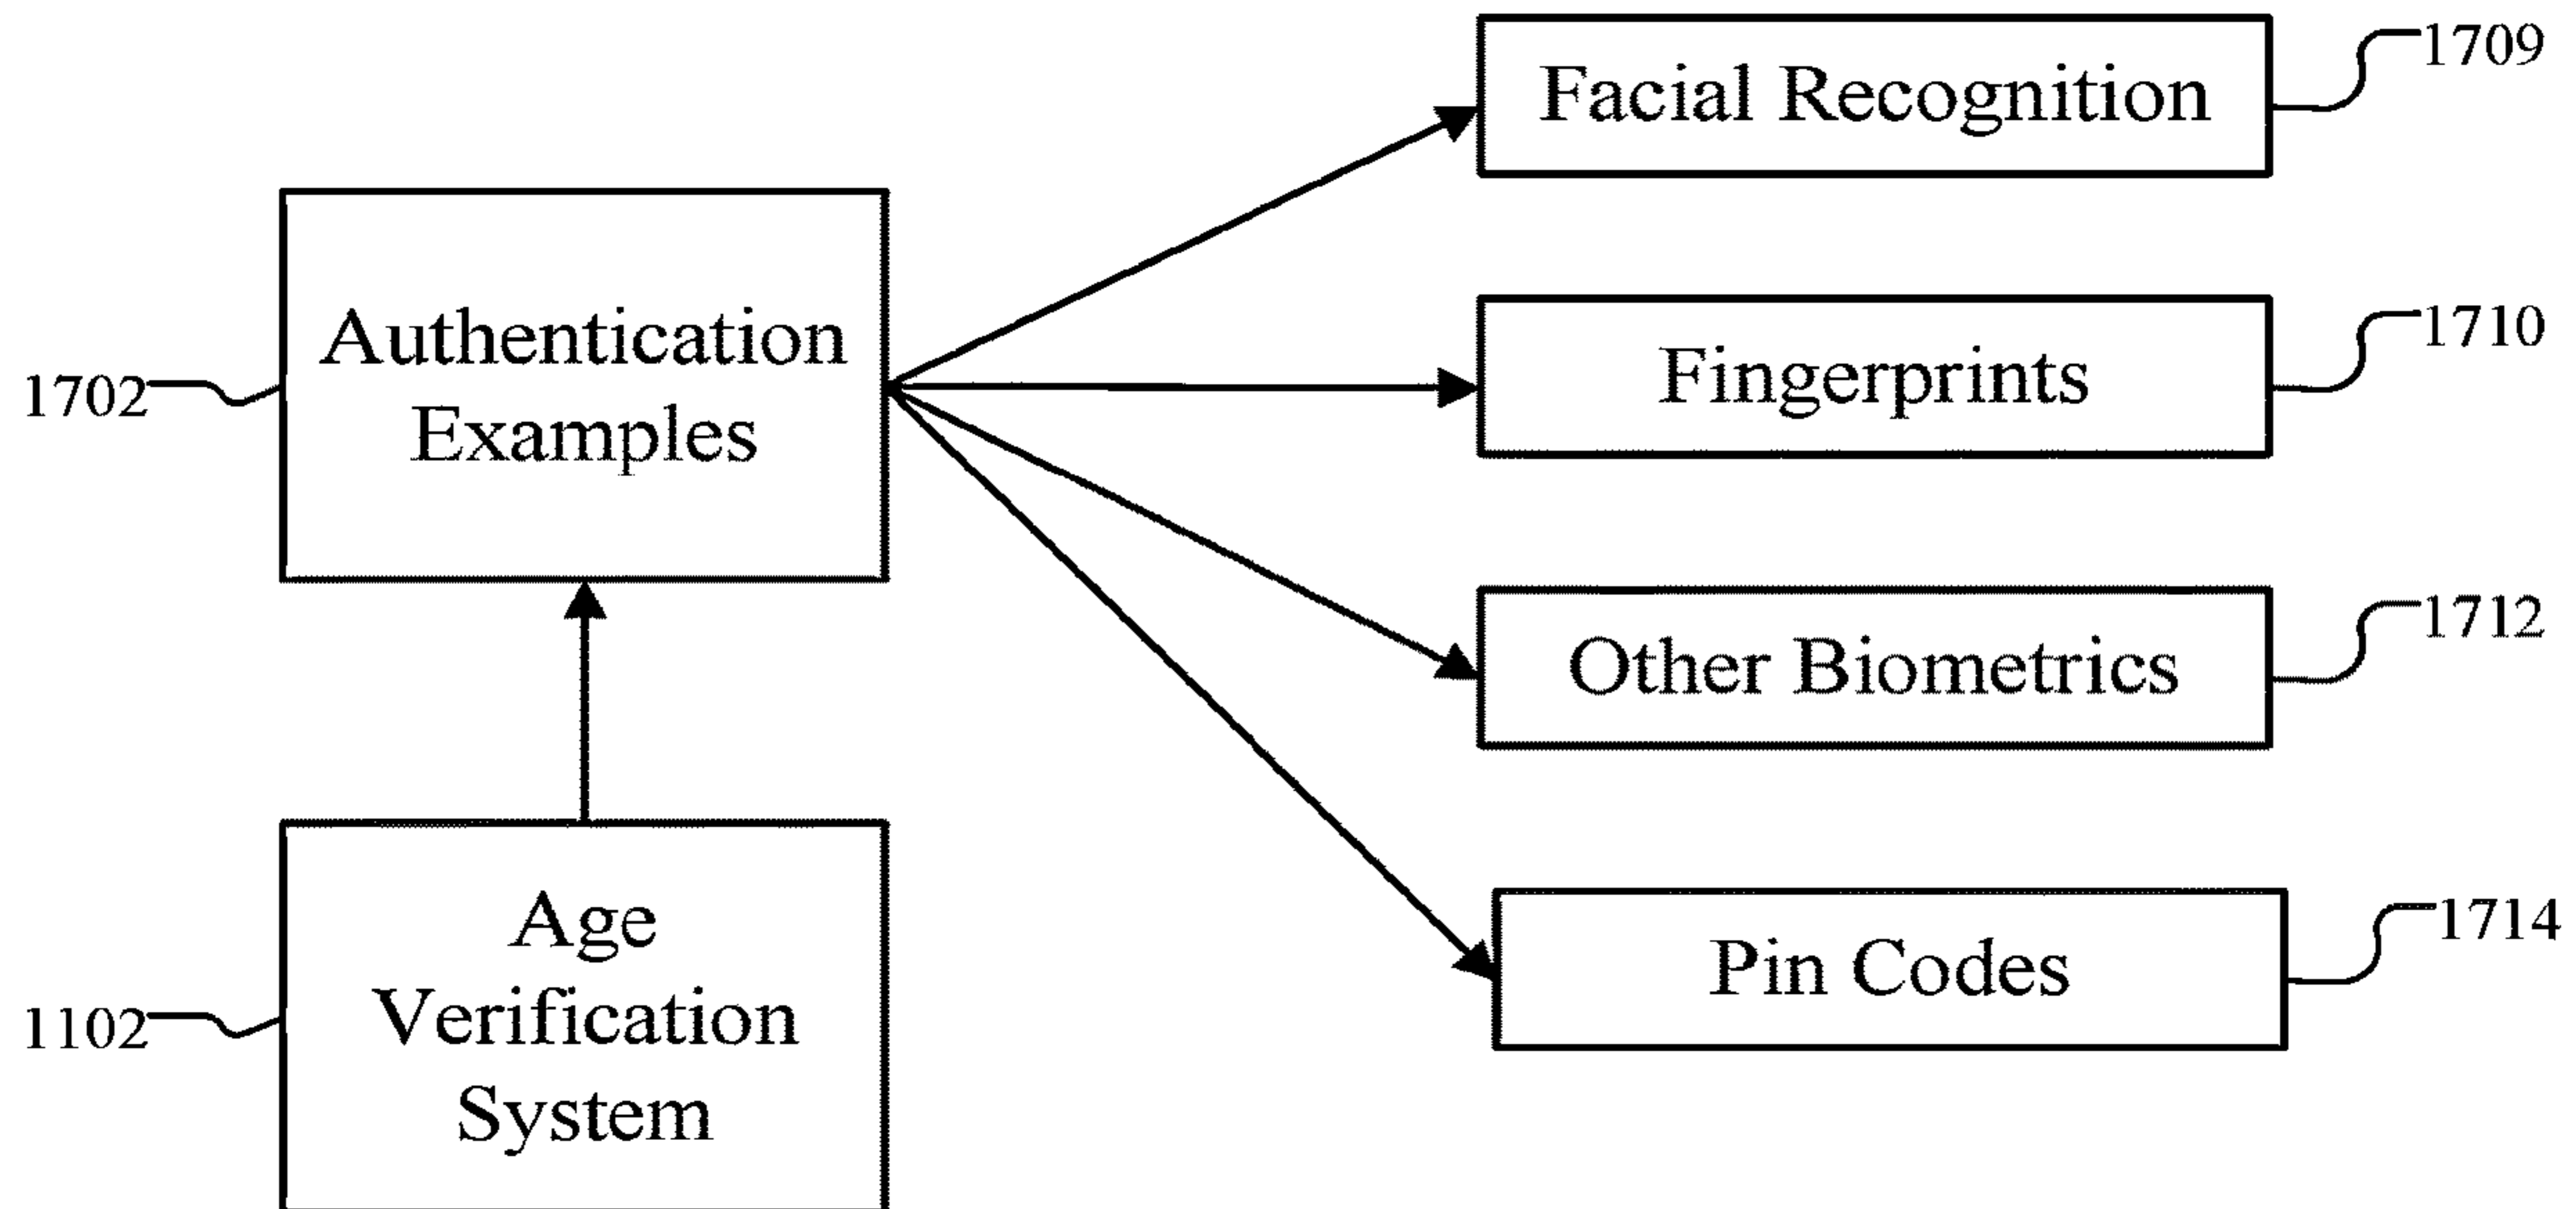 Facial Recognition
1709
Authentication
Examples
1702
Fingerprints
1710
Other Biometrics
1712
Age
Verification
System
1102
Pin Codes
1714